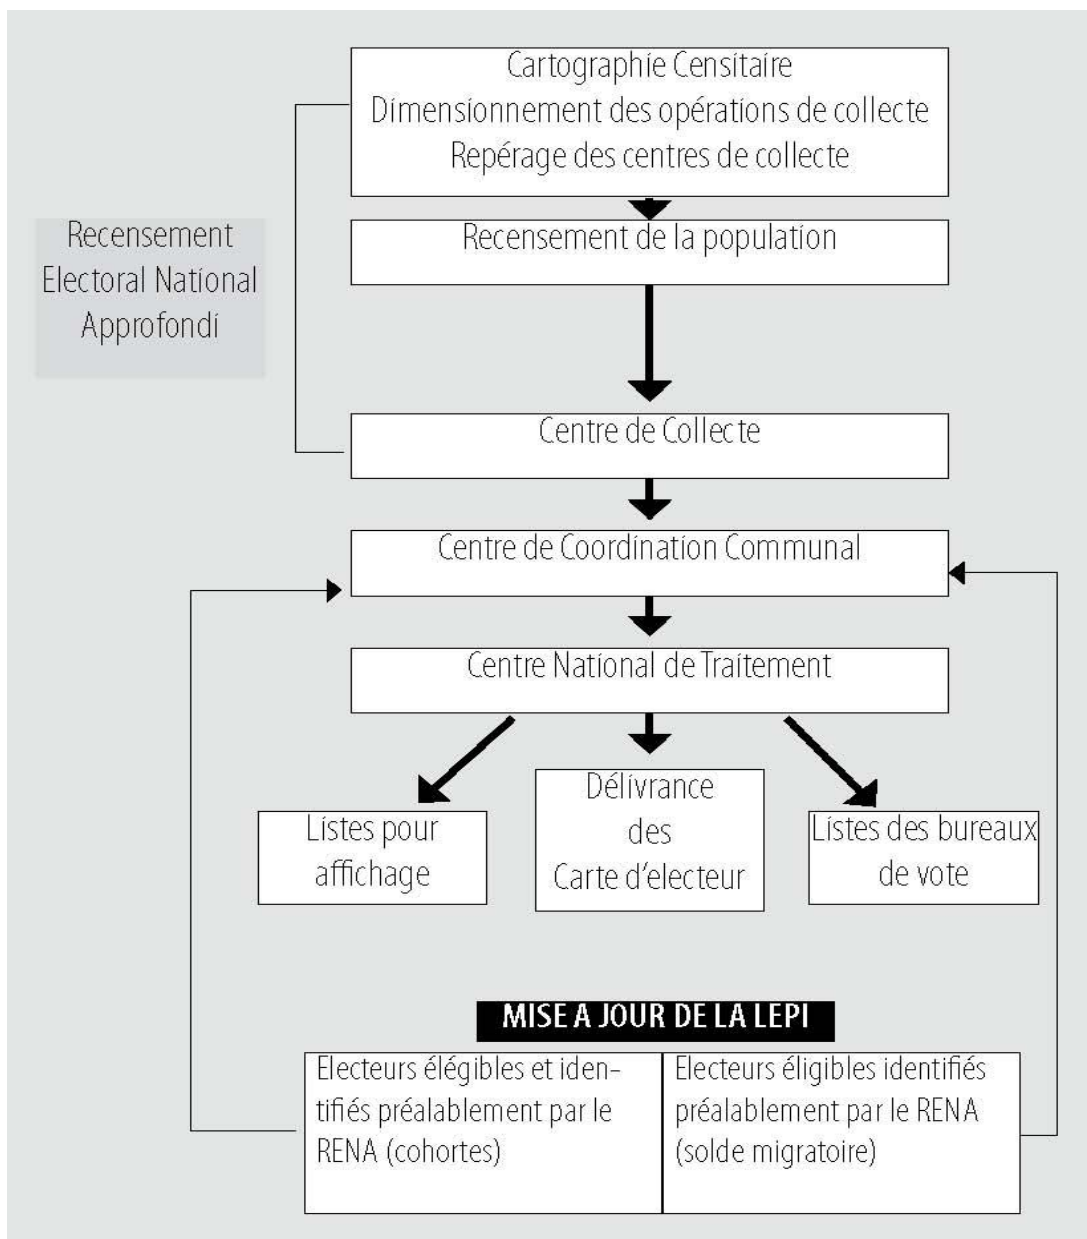 Cartographie Censitaire
Dimensionnement des opérations de collecte
Repérage des centres de collecte
Recensement
Electoral National
Approfondi
Recensement de la population
Centre de Collecte
Centre de Coordination Communal
Centre National de Traitement
Listes pour
affichage
Délivrance
des
Carte d'electeur
Listes des bureaux
de vote
MISE A JOUR DE LA LEPI
Electeurs élégibles et iden-
tifiés préalablement par le
RENA (cohortes)
Electeurs éligibles identifiés
préalablement par le RENA
(solde migratoire)